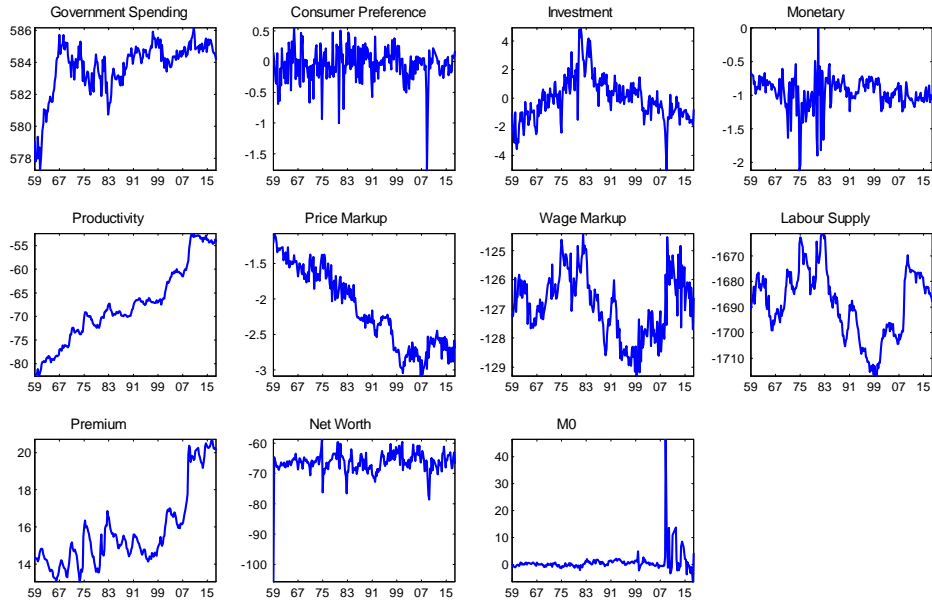 Government Spending
586
584
582
580
578
59 67 75 83 91 99 07 15
Consumer Preference
0.5
0
-0.5
-1
-1.5
59 67 75 83 91 99 07 15
Investment
4
2
0
-2
-4
59 67 75 83 91 99 07 15
Monetary
0
-0.5
-1
-1.5
-2
59 67 75 83 91 99 07 15
Productivity
-55
-60
-65
-70
-75
-80
59 67 75 83 91 99 07 15
Price Markup
-1.5
-2
-2.5
-3
59 67 75 83 91 99 07 15
Wage Markup
-125
-126
-127
-128
-129
59 67 75 83 91 99 07 15
Labour Supply
-1670
-1680
-1690
-1700
-1710
59 67 75 83 91 99 07 15
Premium
20
18
16
14
59 67 75 83 91 99 07 15
Net Worth
-60
-70
-80
-90
-100
59 67 75 83 91 99 07 15
M0
40
30
20
10
0
59 67 75 83 91 99 07 15